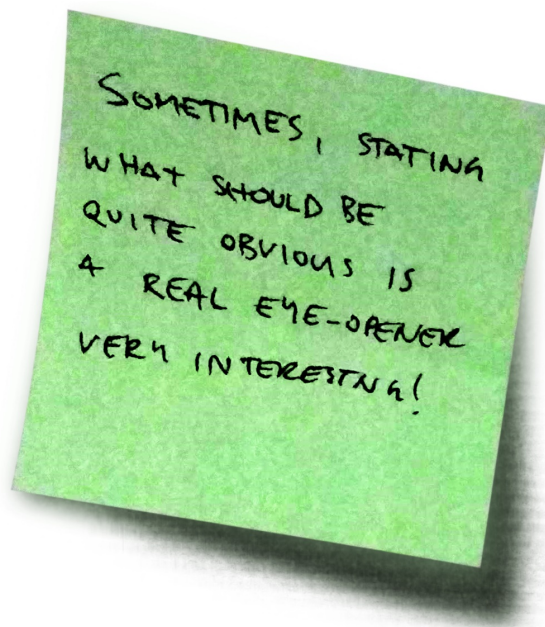 SOMETIMES, STATING
WHAT SHOULD BE
QUITE OBVIOUS IS
A REAL EYE-OPENER
VERY INTERESTNG!